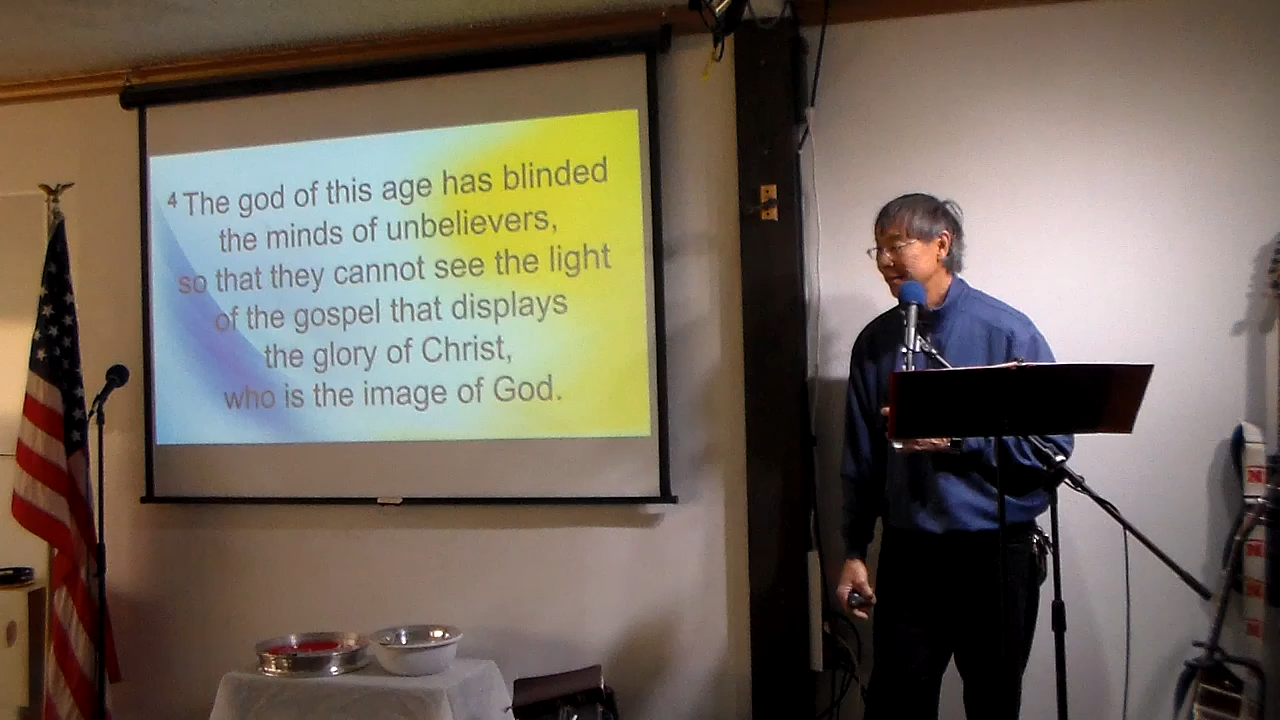 4 The god of this age has blinded
the minds of unbelievers,
so that they cannot see the light
of the gospel that displays
the glory of Christ,
who is the image of God.
N
N
N
N